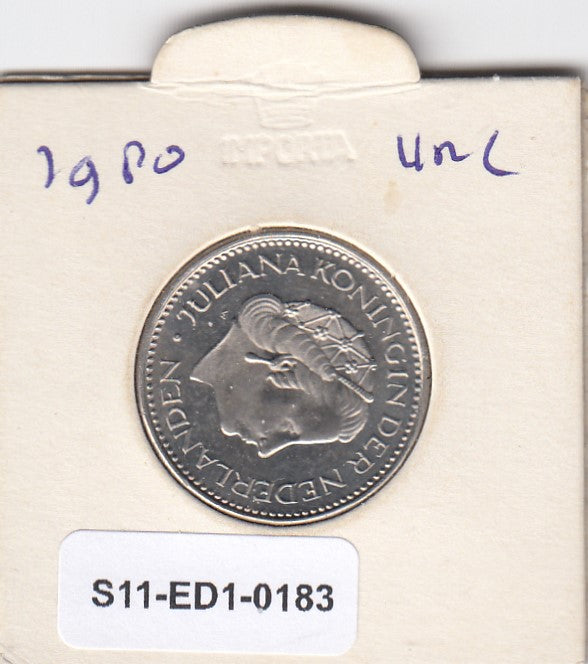 IMPORTA
1980 UNC
JULIANA KONINGIN DER NEDERLANDEN
S11-ED1-0183